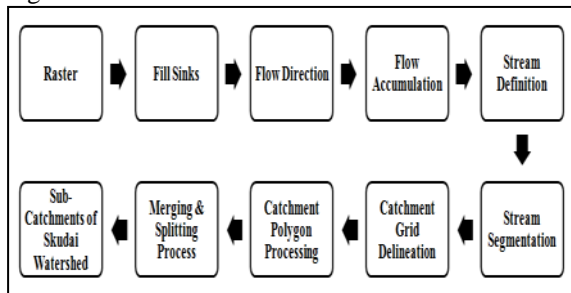 Raster
Fill Sinks
Flow Direction
Flow
Accumulation
Stream
Definition
Stream
Segmentation
Catchment
Grid
Delineation
Catchment
Polygon
Processing
Merging &
Splitting
Process
Sub-
Catchments of
Skudai
Watershed